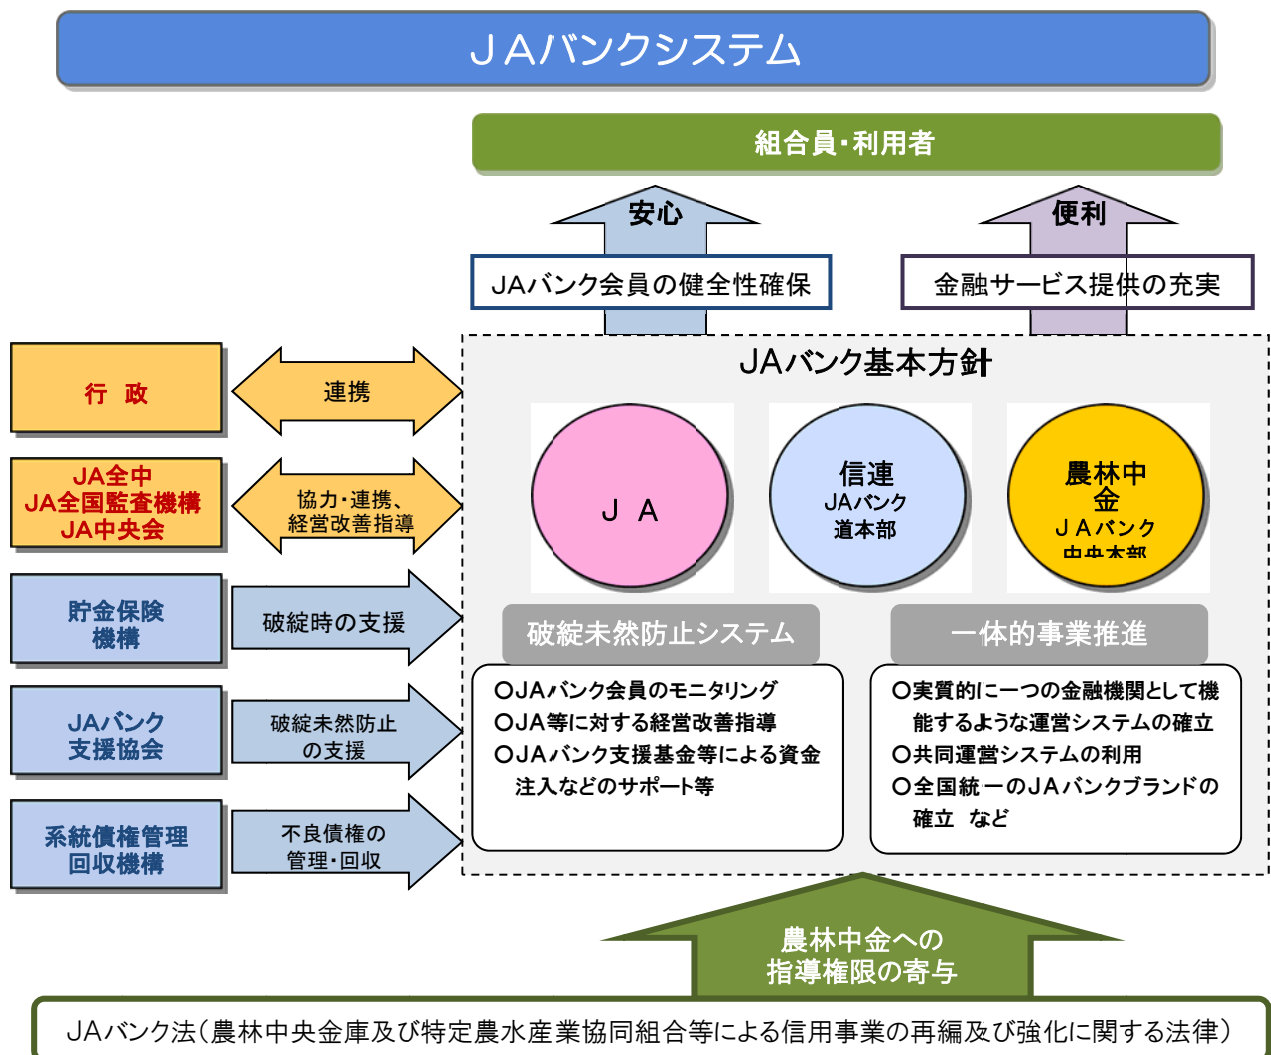 JAバンクシステム
組合員・利用者
安心
便利
JAバンク会員の健全性確保
金融サービス提供の充実
JAバンク基本方針
行 政
連携
JA全中
JA全国監査機構
JA中央会
協力・連携、
経営改善指導
貯金保険
機構
破綻時の支援
JAバンク
支援協会
破綻未然防止
の支援
系統債権管理
回収機構
不良債権の
管理・回収
J A
信連
JAバンク
道本部
農林中
金
JAバンク
中央本部
破綻未然防止システム
○JAバンク会員のモニタリング
○JA等に対する経営改善指導
○JAバンク支援基金等による資金
注入などのサポート等
一体的事業推進
○実質的に一つの金融機関として機
能するような運営システムの確立
○共同運営システムの利用
○全国統一のJAバンクブランドの
確立 など
農林中金への
指導権限の寄与
JAバンク法(農林中央金庫及び特定農水産業協同組合等による信用事業の再編及び強化に関する法律)